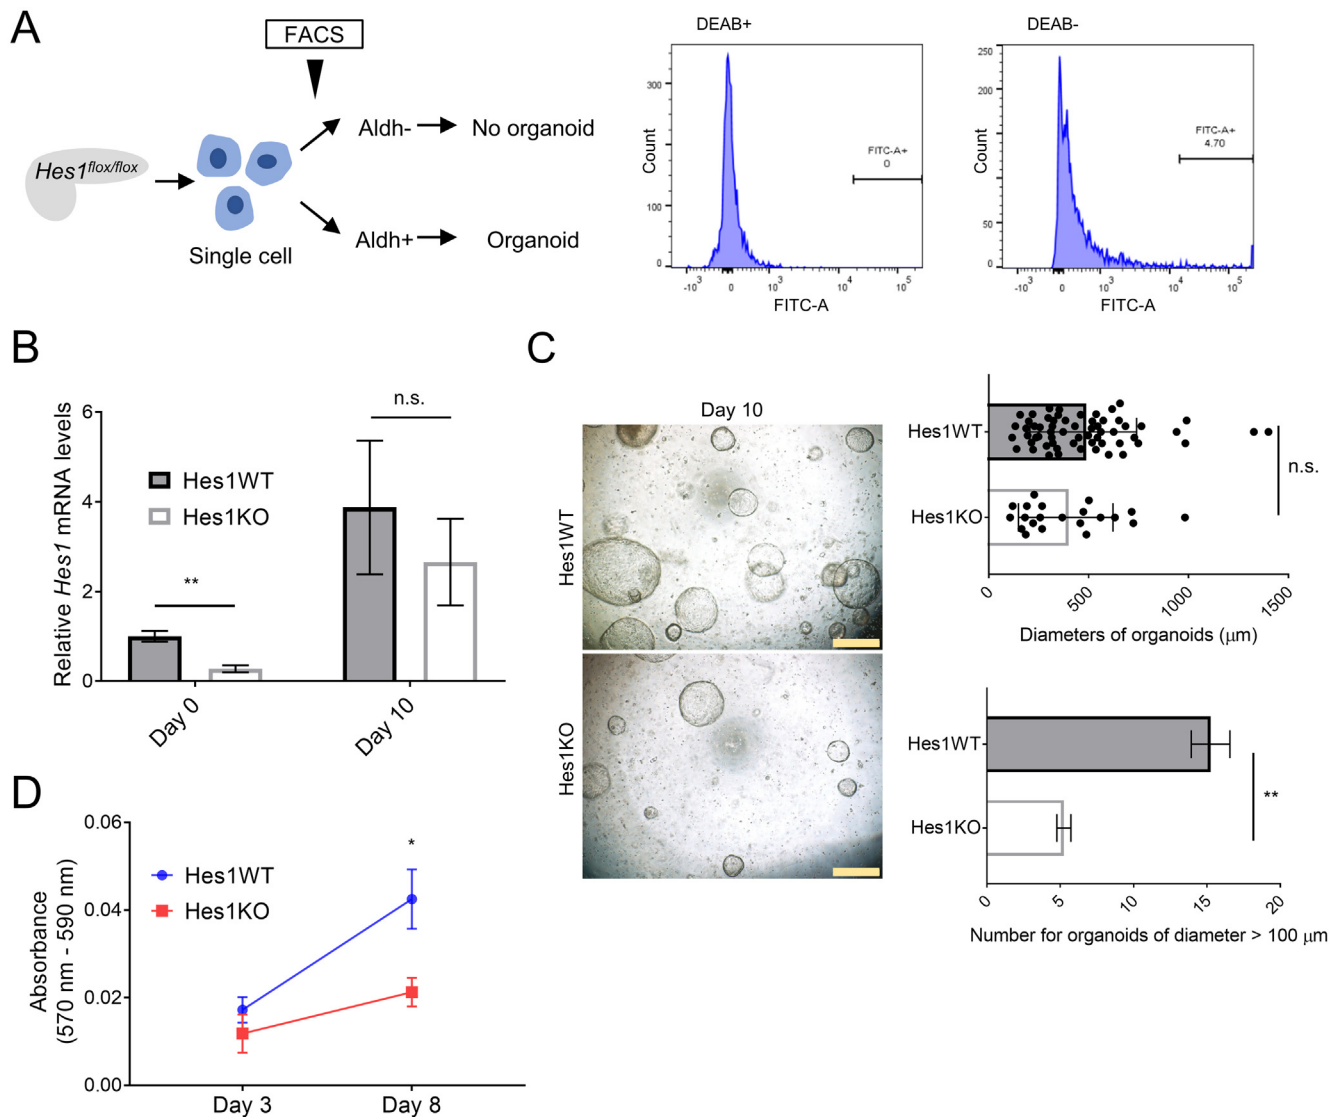 A
FACS
Hes1flox/flox
Single cell
Aldh-
No organoid
Aldh+
Organoid
DEAB+
Count
300
100
0
FITC-A+
0
-10³ 0 10³ 10⁴ 10⁵
FITC-A
DEAB-
Count
250
200
50
0
FITC-A+
4.70
-10³ 0 10³ 10⁴ 10⁵
FITC-A
B
Relative Hes1 mRNA levels
6
4
2
0
Hes1WT
Hes1KO
**
n.s.
Day 0
Day 10
C
Day 10
Hes1WT
Hes1KO
Hes1WT
Hes1KO
n.s.
0 500 1000 1500
Diameters of organoids (μm)
Hes1WT
Hes1KO
**
0 5 10 15 20
Number for organoids of diameter > 100 μm
D
Absorbance
(570 nm - 590 nm)
0.06
0.04
0.02
0.00
Hes1WT
Hes1KO
*
Day 3
Day 8